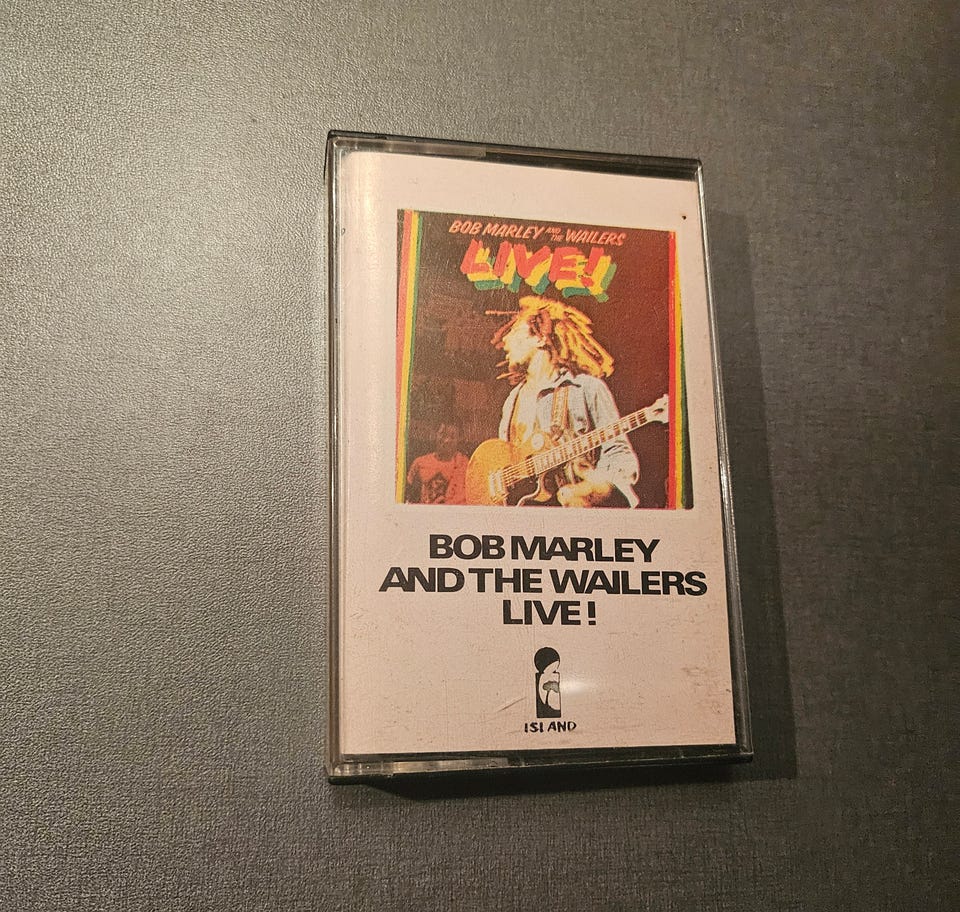 BOB MARLEY AND THE WAILERS
LIVE!
BOB MARLEY
AND THE WAILERS
LIVE!
ISLAND